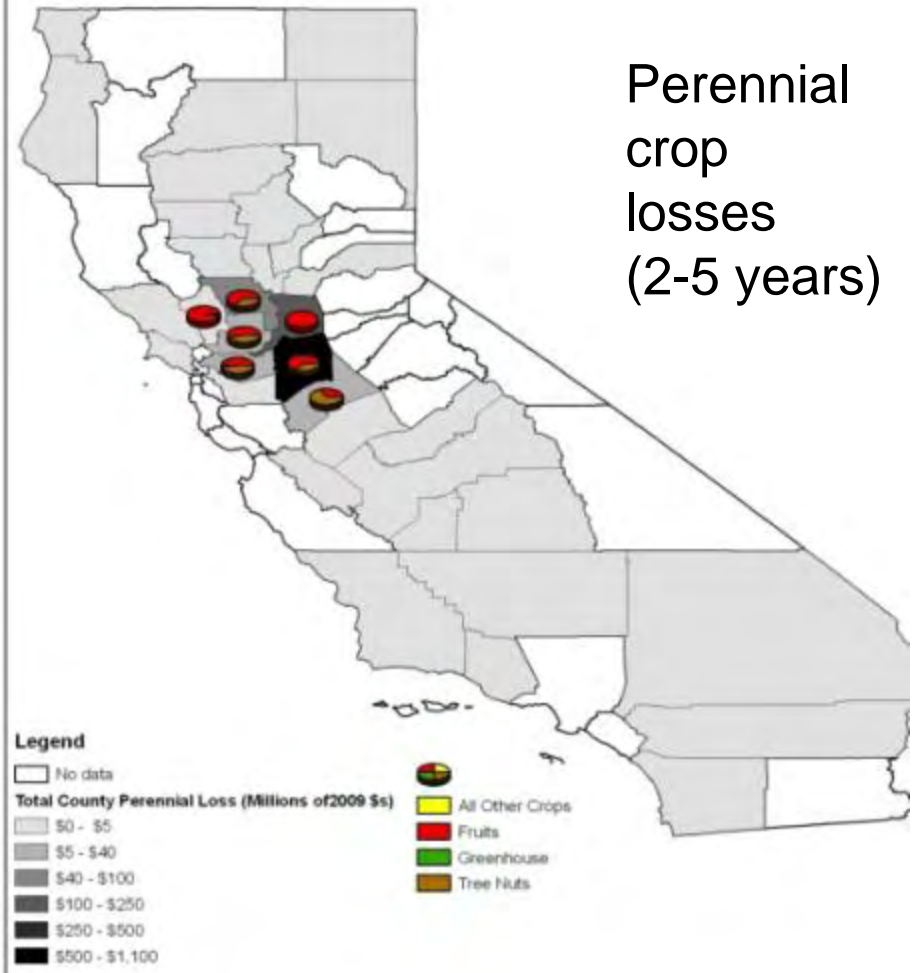 Perennial
crop
losses
(2-5 years)
Legend
No data
Total County Perennial Loss (Millions of2009 $s)
$0 - $5
$5 - $40
$40 - $100
$100 - $250
$250 - $500
$500 - $1,100
All Other Crops
Fruits
Greenhouse
Tree Nuts